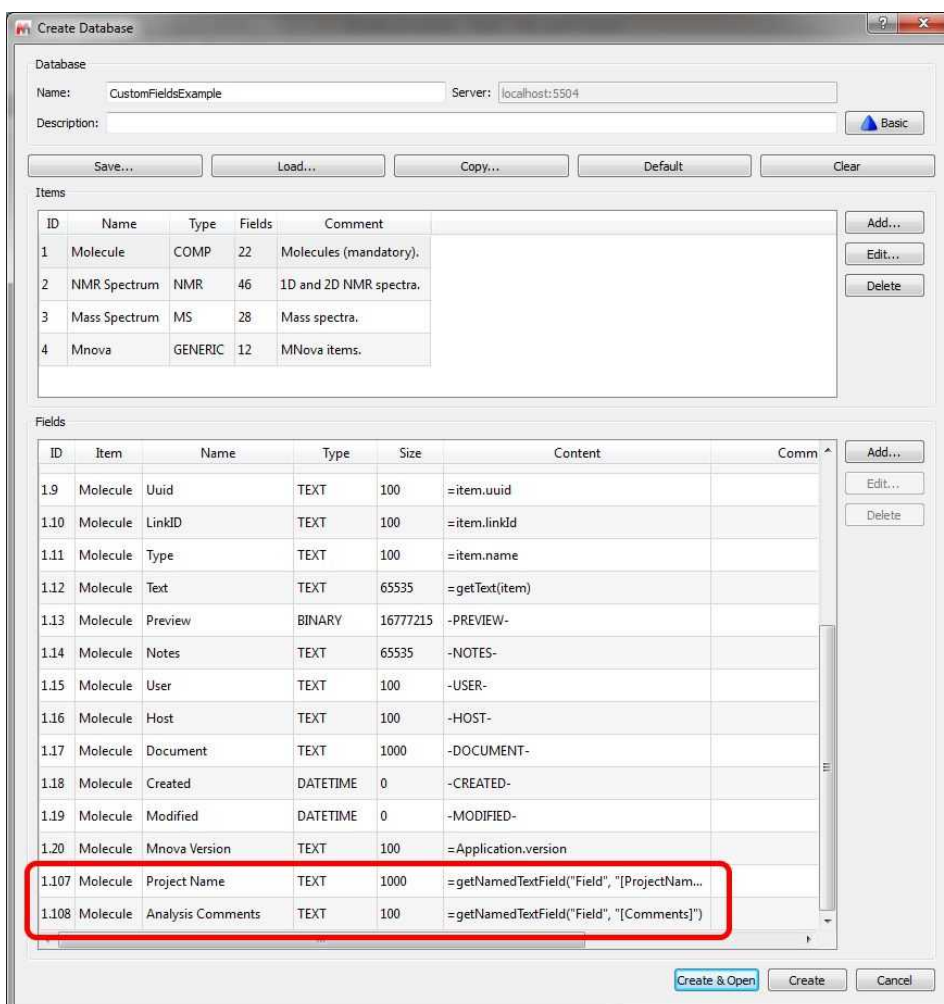 Create Database
Database
Name: CustomFieldsExample Server: localhost:5504
Description: Basic
Save... Load... Copy... Default Clear
Items
ID Name Type Fields Comment Add...
1 Molecule COMP 22 Molecules (mandatory). Edit...
2 NMR Spectrum NMR 46 1D and 2D NMR spectra. Delete
3 Mass Spectrum MS 28 Mass spectra.
4 Mnova GENERIC 12 MNova items.
Fields
ID Item Name Type Size Content Comm Add...
1.9 Molecule Uuid TEXT 100 =item.uuid Edit...
1.10 Molecule LinkID TEXT 100 =item.linkId Delete
1.11 Molecule Type TEXT 100 =item.name
1.12 Molecule Text TEXT 65535 =getText(item)
1.13 Molecule Preview BINARY 16777215 -PREVIEW-
1.14 Molecule Notes TEXT 65535 -NOTES-
1.15 Molecule User TEXT 100 -USER-
1.16 Molecule Host TEXT 100 -HOST-
1.17 Molecule Document TEXT 1000 -DOCUMENT-
1.18 Molecule Created DATETIME 0 -CREATED-
1.19 Molecule Modified DATETIME 0 -MODIFIED-
1.20 Molecule Mnova Version TEXT 100 =Application.version
1.107 Molecule Project Name TEXT 1000 =getNamedTextField("Field", "[ProjectNam...
1.108 Molecule Analysis Comments TEXT 100 =getNamedTextField("Field", "[Comments]")
Create & Open Create Cancel